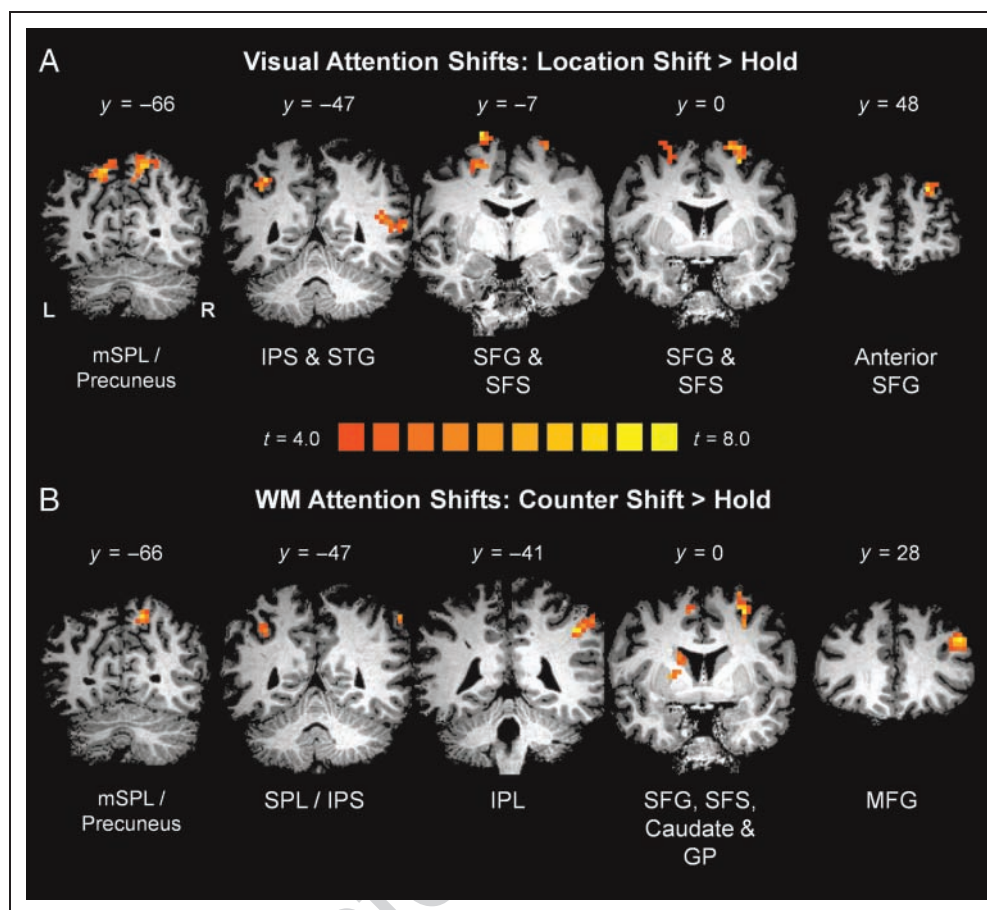 A
Visual Attention Shifts: Location Shift > Hold
y = –66
y = –47
y = –7
y = 0
y = 48
L
R
mSPL /
Precuneus
IPS & STG
SFG &
SFS
SFG &
SFS
Anterior
SFG
t = 4.0
t = 8.0
B
WM Attention Shifts: Counter Shift > Hold
y = –66
y = –47
y = –41
y = 0
y = 28
mSPL /
Precuneus
SPL / IPS
IPL
SFG, SFS,
Caudate &
GP
MFG